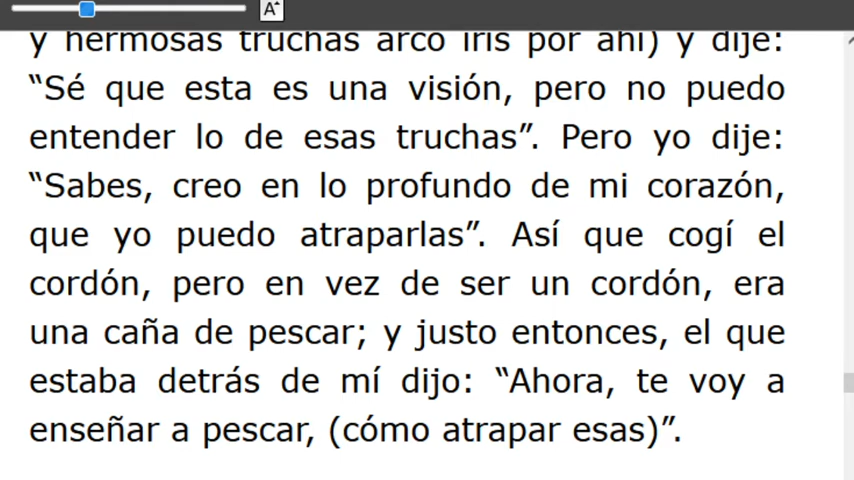 A
y hermosas truchas arco iris por ahí) y dije:
“Sé que esta es una visión, pero no puedo
entender lo de esas truchas”. Pero yo dije:
“Sabes, creo en lo profundo de mi corazón,
que yo puedo atraparlas”. Así que cogí el
cordón, pero en vez de ser un cordón, era
una caña de pescar; y justo entonces, el que
estaba detrás de mí dijo: “Ahora, te voy a
enseñar a pescar, (cómo atrapar esas)”.